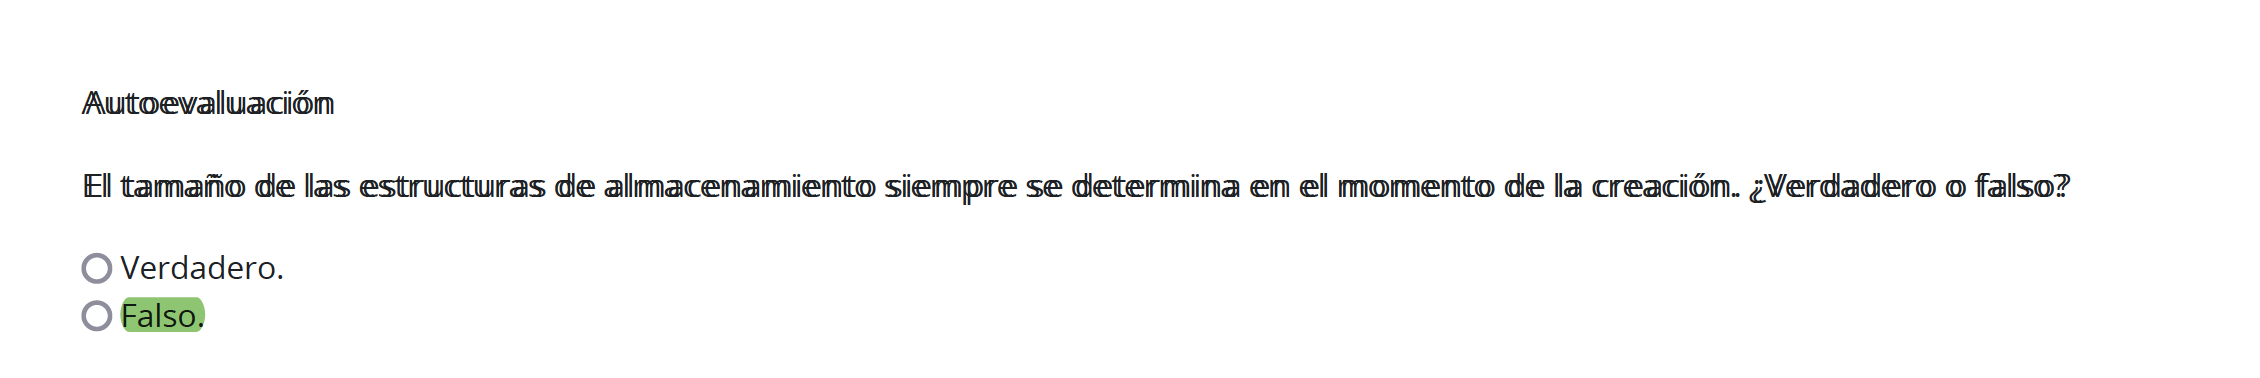 Autoevaluación
El tamaño de las estructuras de almacenamiento siempre se determina en el momento de la creación. ¿Verdadero o falso?
Verdadero.
Falso.